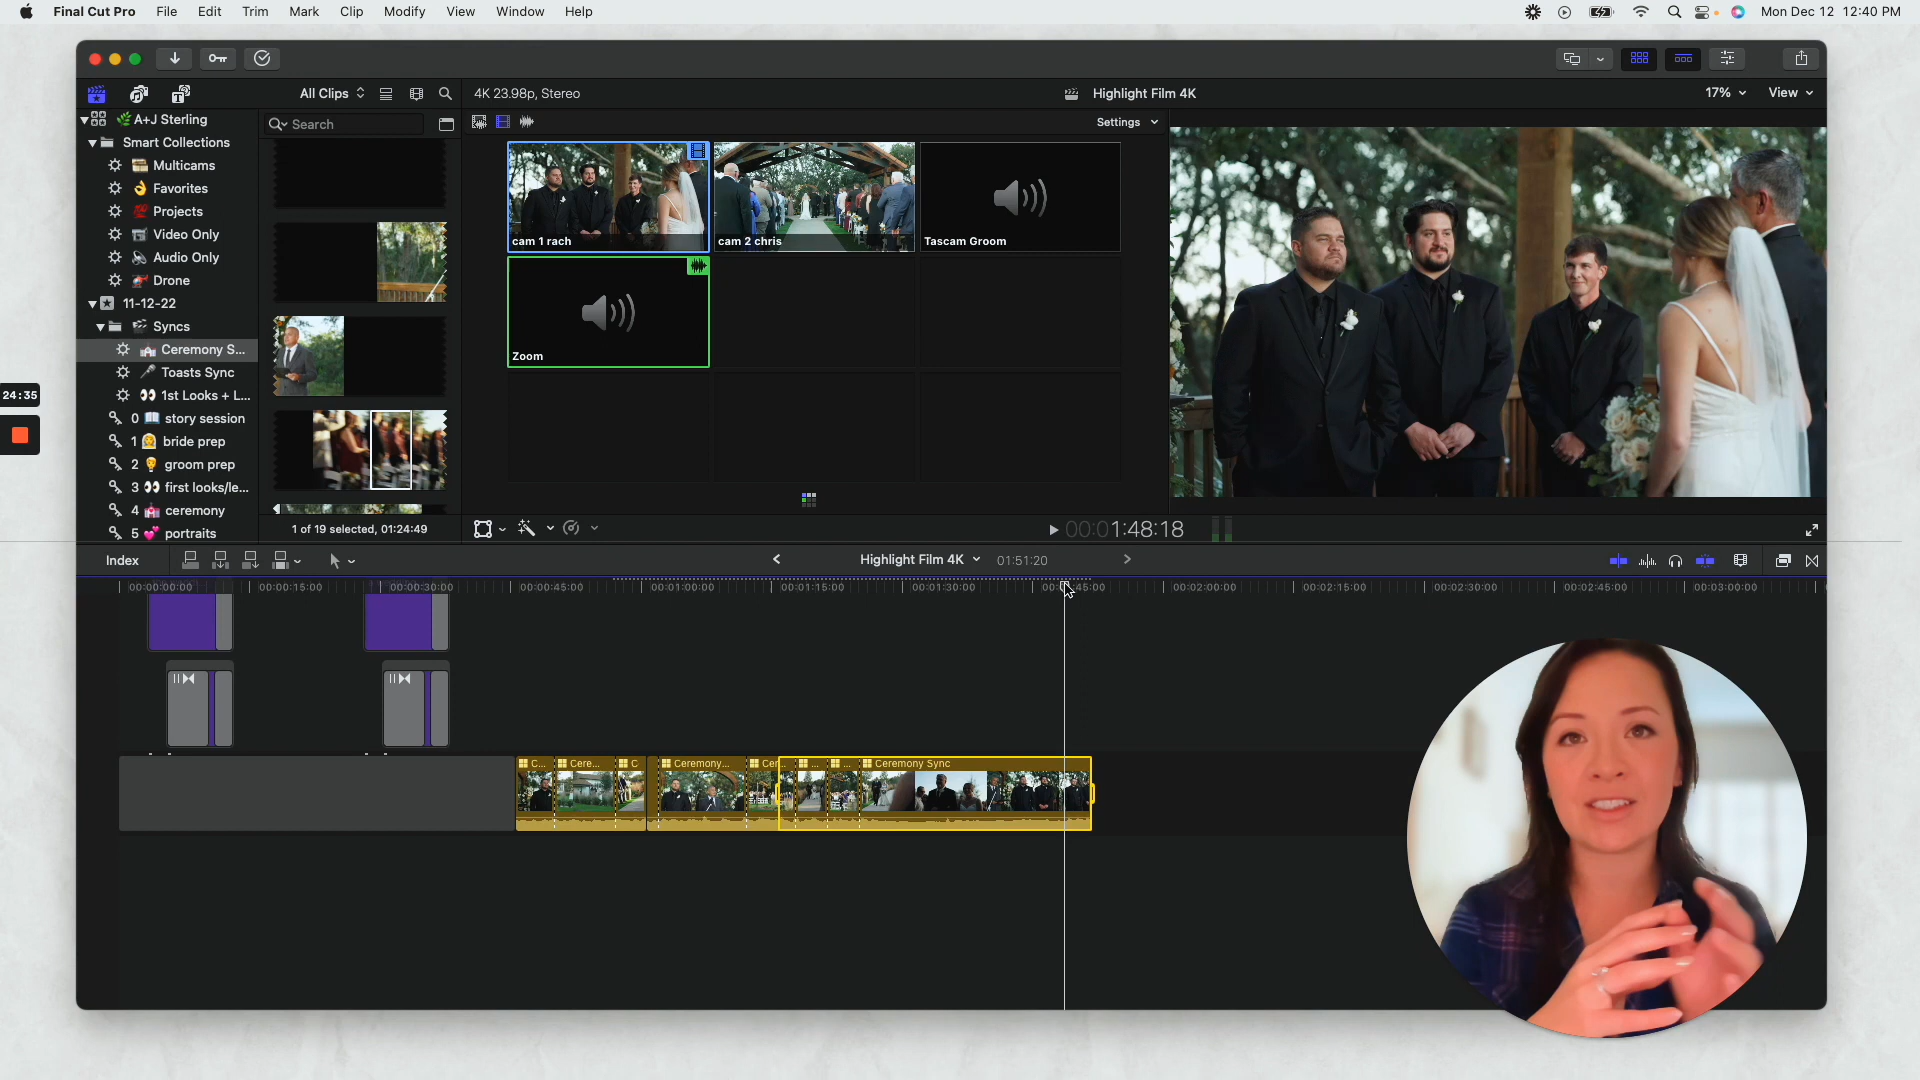 Final Cut Pro File Edit Trim Mark Clip Modify View Window Help Mon Dec 12 12:40 PM
All Clips 4K 23.98p, Stereo Highlight Film 4K 17% View
A+J Sterling
Search
Settings
Smart Collections
Multicams
Favorites
Projects
Video Only
Audio Only
Drone
11-12-22
Syncs
Ceremony S...
Toasts Sync
1st Looks + L...
0 story session
1 bride prep
2 groom prep
3 first looks/le...
4 ceremony
5 portraits
cam 1 rach
cam 2 chris
Tascam Groom
Zoom
24:35
1 of 19 selected, 01:24:49
00:01:48:18
Index
Highlight Film 4K 01:51:20
00:00:00:00 00:00:15:00 00:00:30:00 00:00:45:00 00:01:00:00 00:01:15:00 00:01:30:00 00:01:45:00 00:02:00:00 00:02:15:00 00:02:30:00 00:02:45:00 00:03:00:00
C... Cere... C Ceremony... Cer... ... ... Ceremony Sync